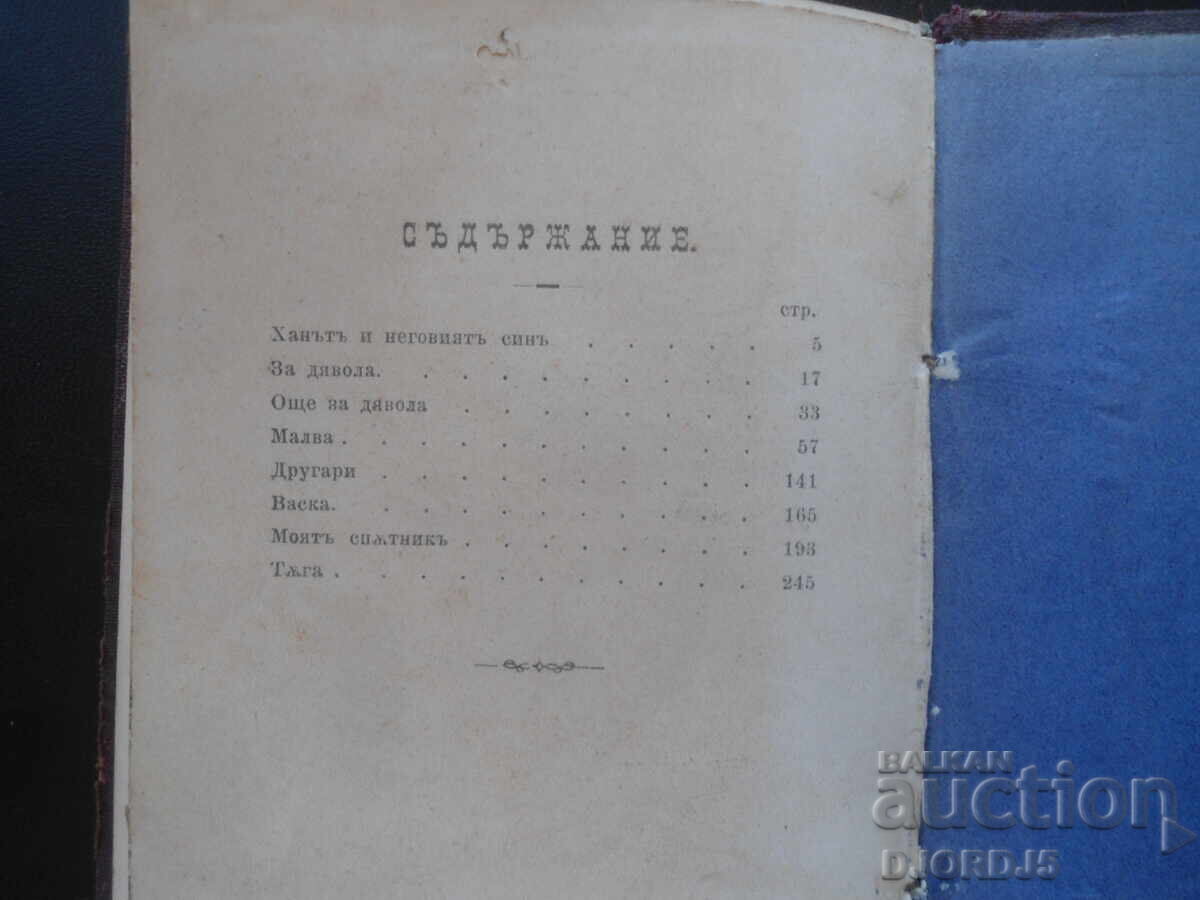 СЪДЪРЖАНИЕ.
стр.
Ханътъ и неговиятъ синъ . . . . . 5
За дявола. . . . . . . . . . 17
Още за дявола . . . . . . . . 33
Малва . . . . . . . . . . 57
Другари . . . . . . . . . . 141
Васка. . . . . . . . . . . 165
Моятъ спѫтникъ . . . . . . . . 193
Тѫга . . . . . . . . . . . 245
BALKAN
auction
DJORDJ5